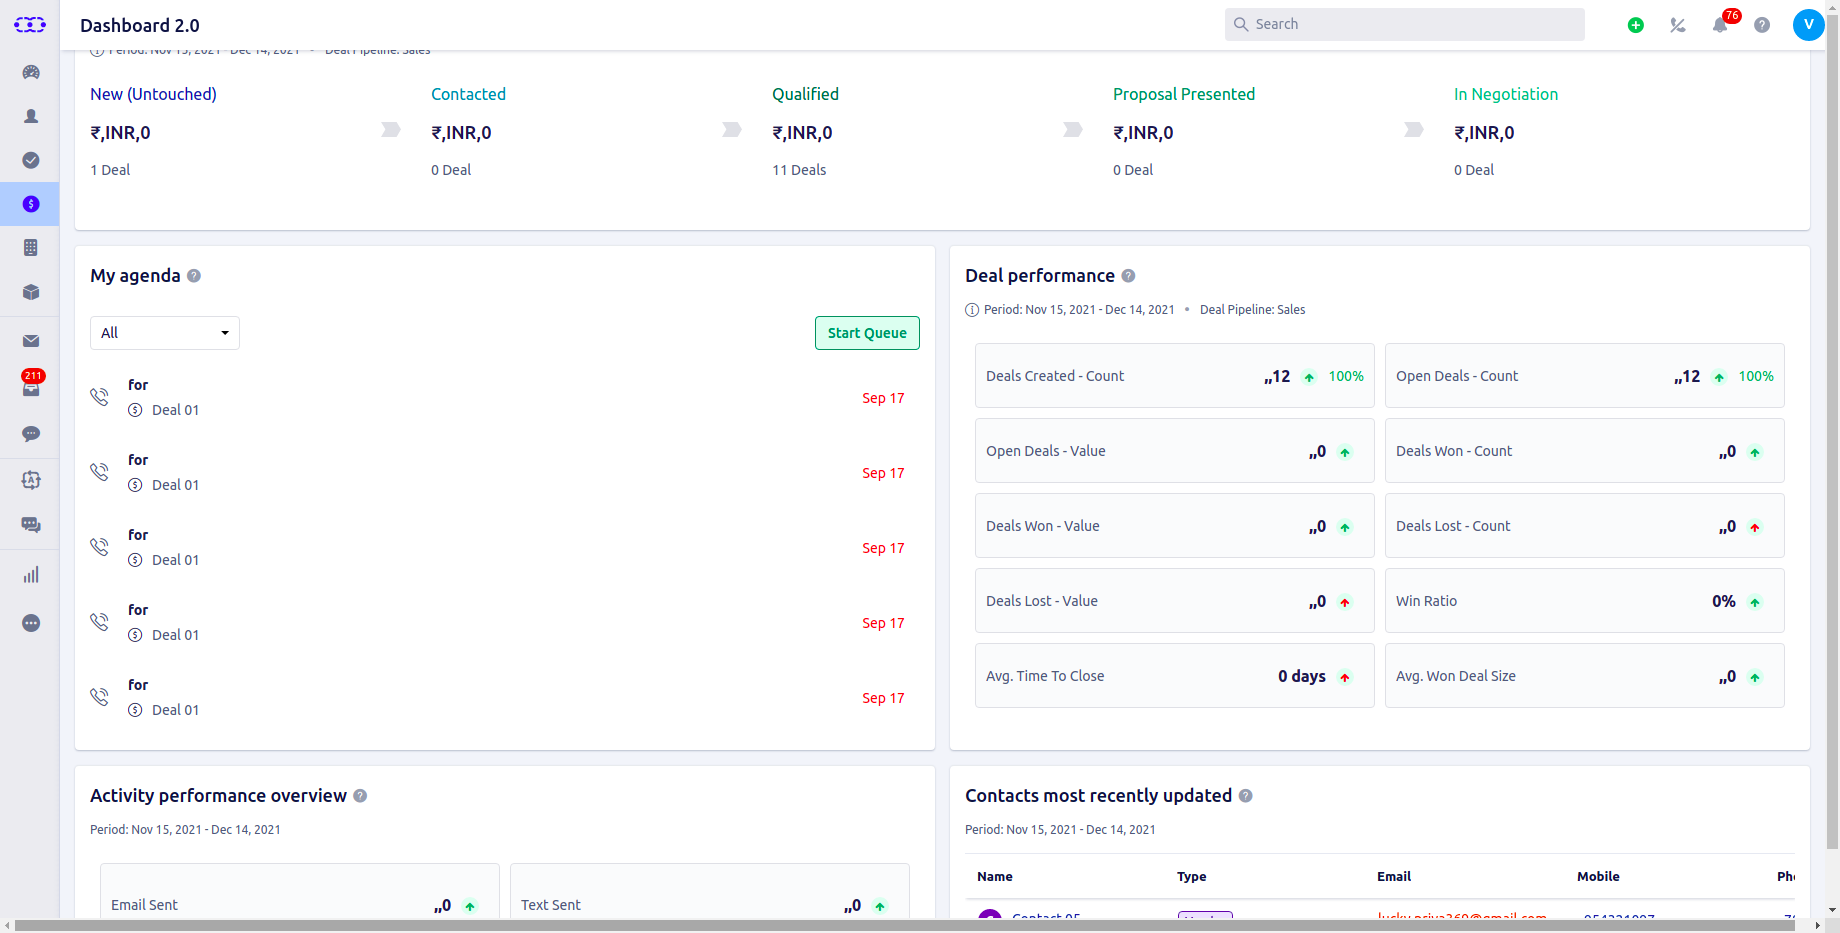 Dashboard 2.0
Search
76
V
Period: Nov 15, 2021 - Dec 14, 2021 • Deal Pipeline: Sales
New (Untouched)
₹,INR,0
1 Deal
Contacted
₹,INR,0
0 Deal
Qualified
₹,INR,0
11 Deals
Proposal Presented
₹,INR,0
0 Deal
In Negotiation
₹,INR,0
0 Deal
211
My agenda
All
Start Queue
for
Deal 01
Sep 17
for
Deal 01
Sep 17
for
Deal 01
Sep 17
for
Deal 01
Sep 17
for
Deal 01
Sep 17
Deal performance
Period: Nov 15, 2021 - Dec 14, 2021 • Deal Pipeline: Sales
Deals Created - Count ,,12 100%
Open Deals - Count ,,12 100%
Open Deals - Value ,,0
Deals Won - Count ,,0
Deals Won - Value ,,0
Deals Lost - Count ,,0
Deals Lost - Value ,,0
Win Ratio 0%
Avg. Time To Close 0 days
Avg. Won Deal Size ,,0
Activity performance overview
Period: Nov 15, 2021 - Dec 14, 2021
Email Sent ,,0
Text Sent ,,0
Contacts most recently updated
Period: Nov 15, 2021 - Dec 14, 2021
Name Type Email Mobile
Contact 05